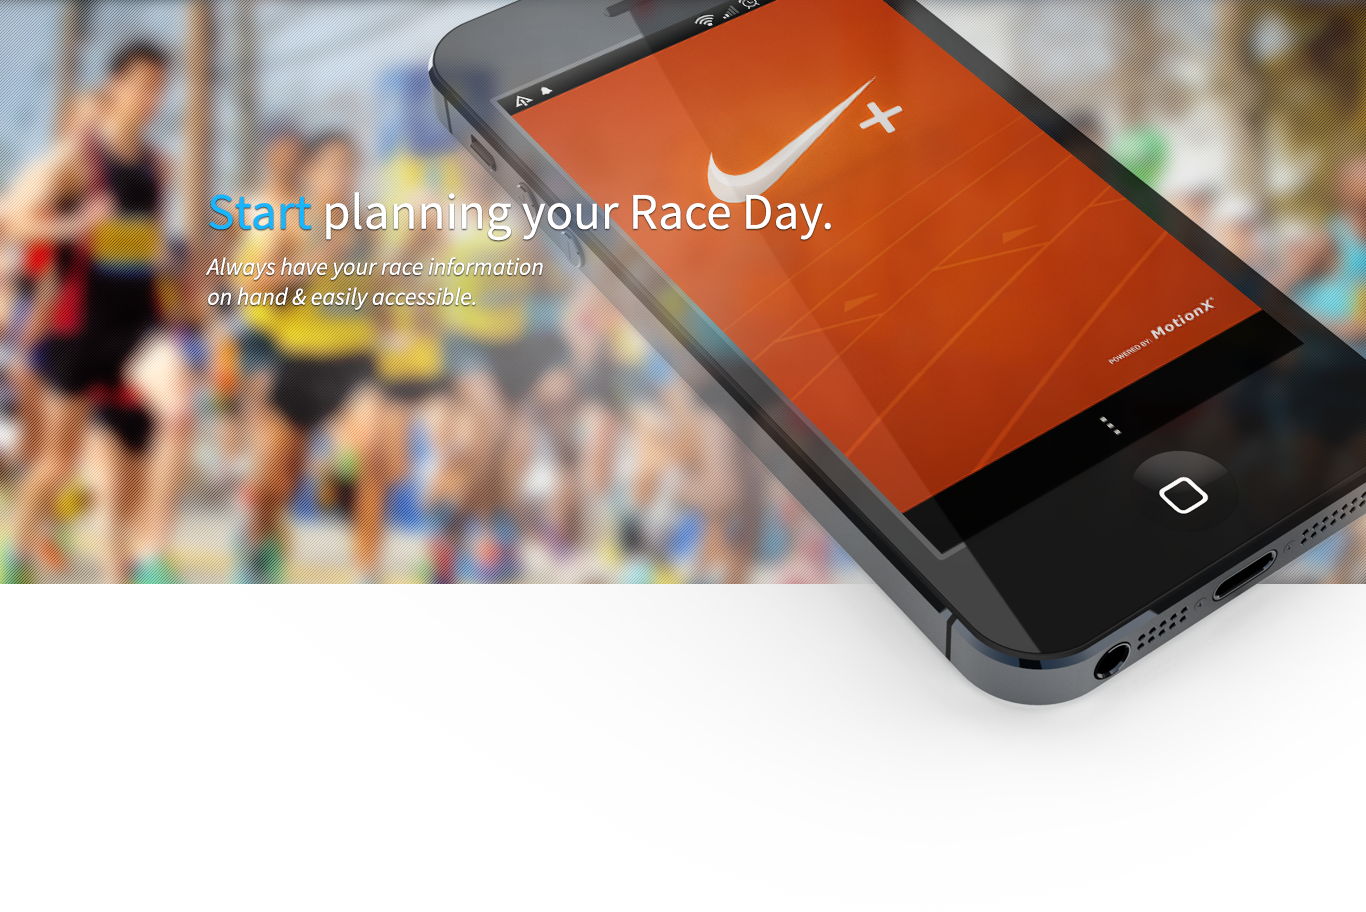 Start planning your Race Day.
Always have your race information
on hand & easily accessible.
POWERED BY: MotionX®